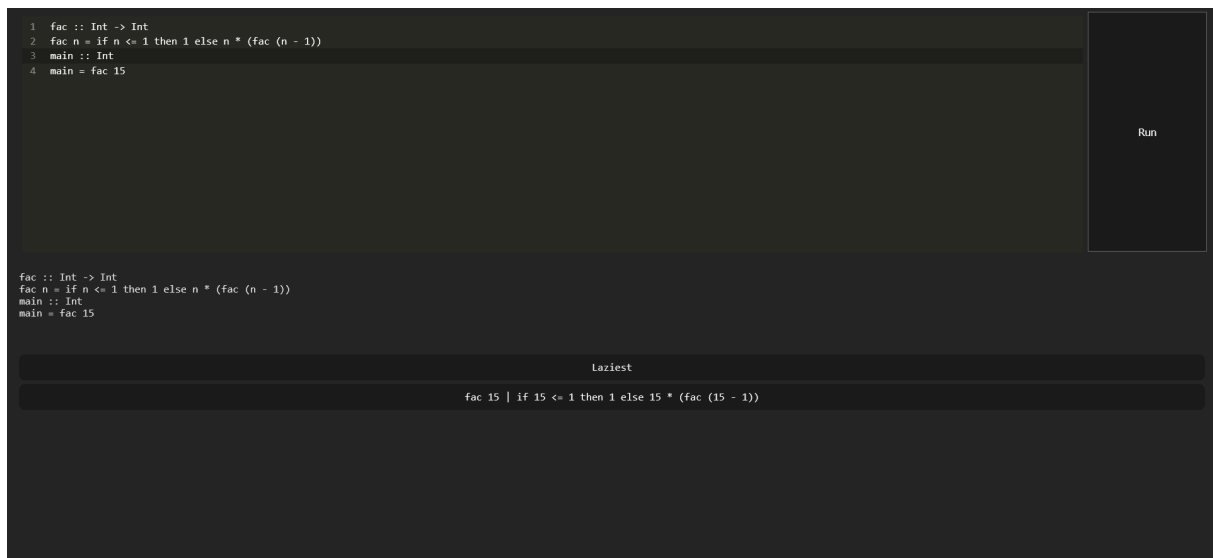 1 fac :: Int -> Int
2 fac n = if n <= 1 then 1 else n * (fac (n - 1))
3 main :: Int
4 main = fac 15
Run
fac :: Int -> Int
fac n = if n <= 1 then 1 else n * (fac (n - 1))
main :: Int
main = fac 15
Laziest
fac 15 | if 15 <= 1 then 1 else 15 * (fac (15 - 1))